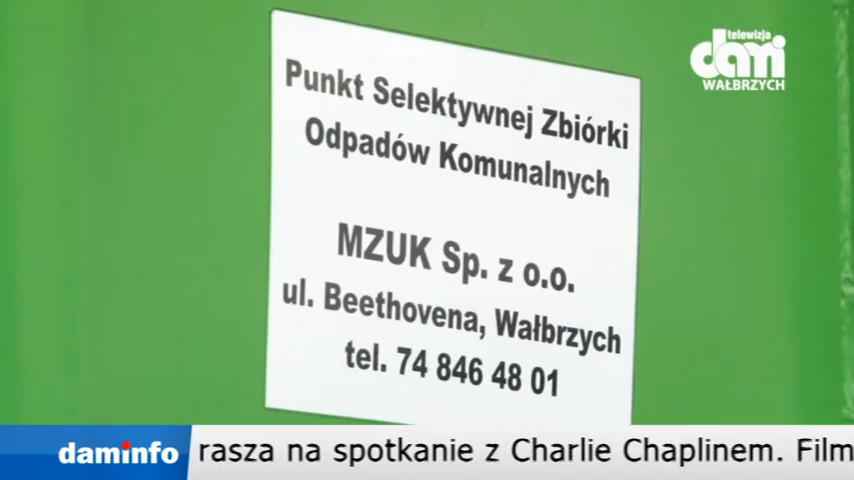 telewizja
dami
WAŁBRZYCH
Punkt Selektywnej Zbiórki
Odpadów Komunalnych
MZUK Sp. z o.o.
ul. Beethovena, Wałbrzych
tel. 74 846 48 01
daminfo
rasza na spotkanie z Charlie Chaplinem. Film